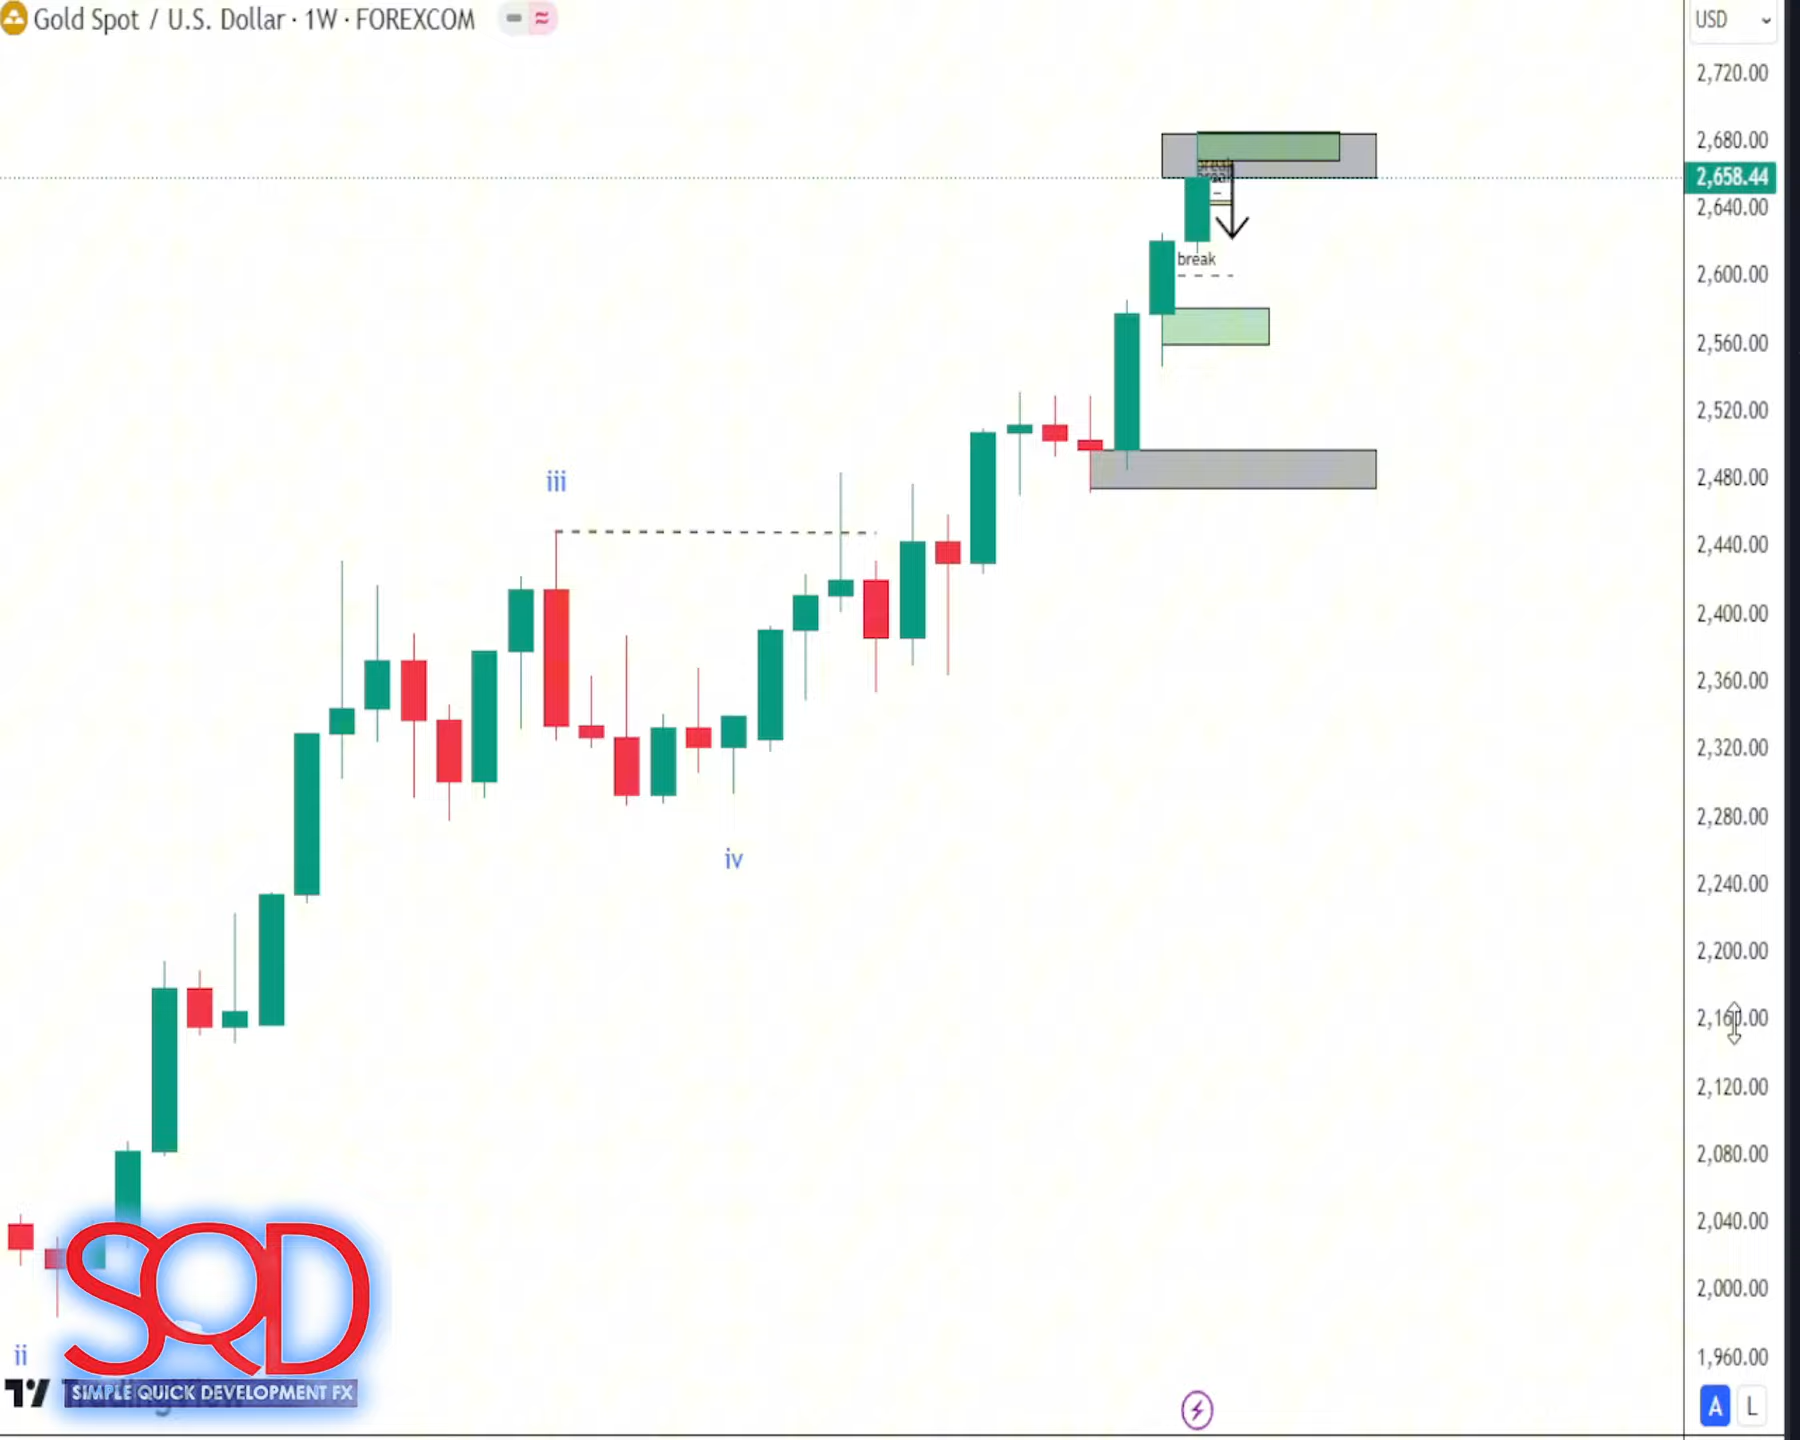 Gold Spot / U.S. Dollar · 1W · FOREXCOM
USD
2,720.00
2,680.00
2,658.44
2,640.00
break
2,600.00
2,560.00
2,520.00
iii
2,480.00
2,440.00
2,400.00
2,360.00
2,320.00
2,280.00
iv
2,240.00
2,200.00
2,160.00
2,120.00
2,080.00
2,040.00
SQD
2,000.00
ii
1,960.00
SIMPLE QUICK DEVELOPMENT FX
A L